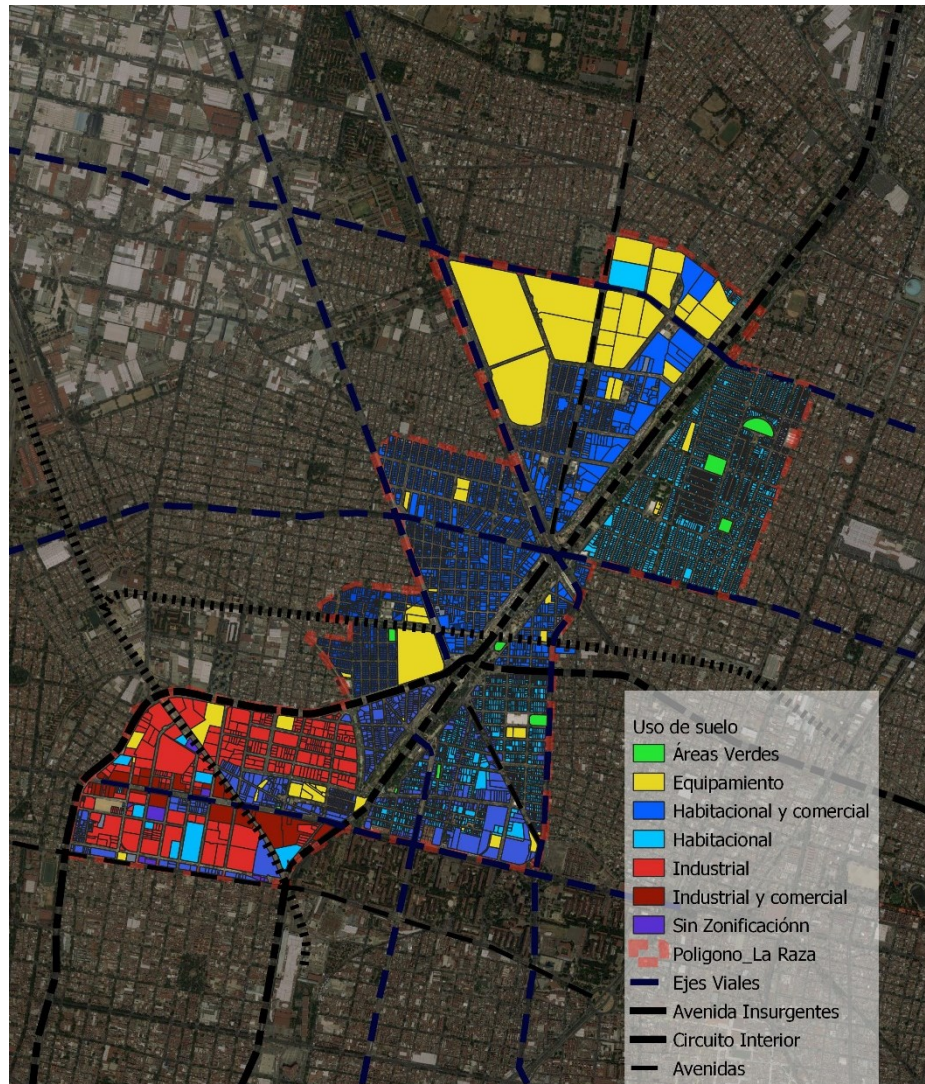 Uso de suelo
Áreas Verdes
Equipamiento
Habitacional y comercial
Habitacional
Industrial
Industrial y comercial
Sin Zonificaciónn
Poligono_La Raza
Ejes Viales
Avenida Insurgentes
Circuito Interior
Avenidas